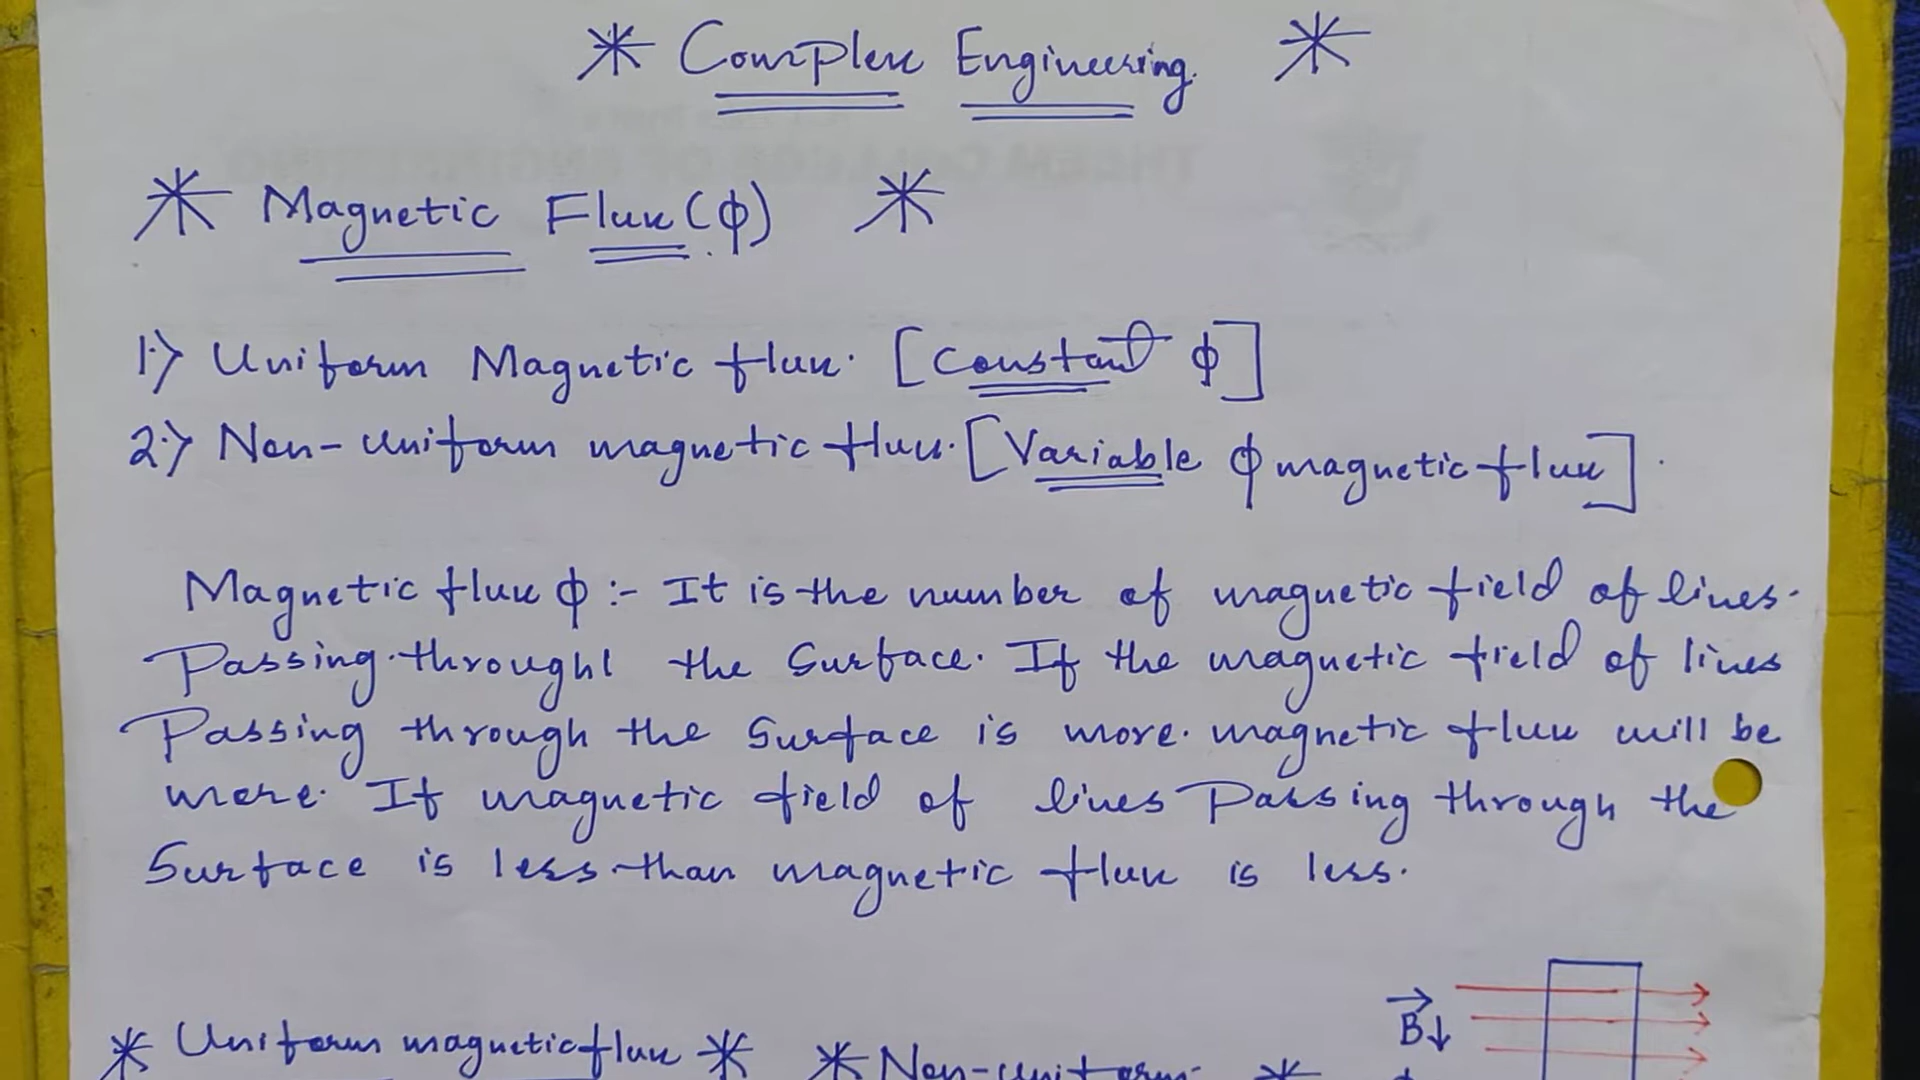 * Complex Engineering. *
* Magnetic Flux (ϕ) *
1.) Uniform Magnetic flux. [Constant ϕ]
2.) Non-uniform magnetic flux. [Variable ϕ magnetic flux].
Magnetic flux ϕ :- It is the number of magnetic field of lines.
Passing throughl the Surface. If the magnetic field of lines
Passing through the Surface is more. magnetic flux will be
more. If magnetic field of lines Passing through the
Surface is less than magnetic flux is less.
* Uniform magnetic flux * * Non-uniform. *
B↓